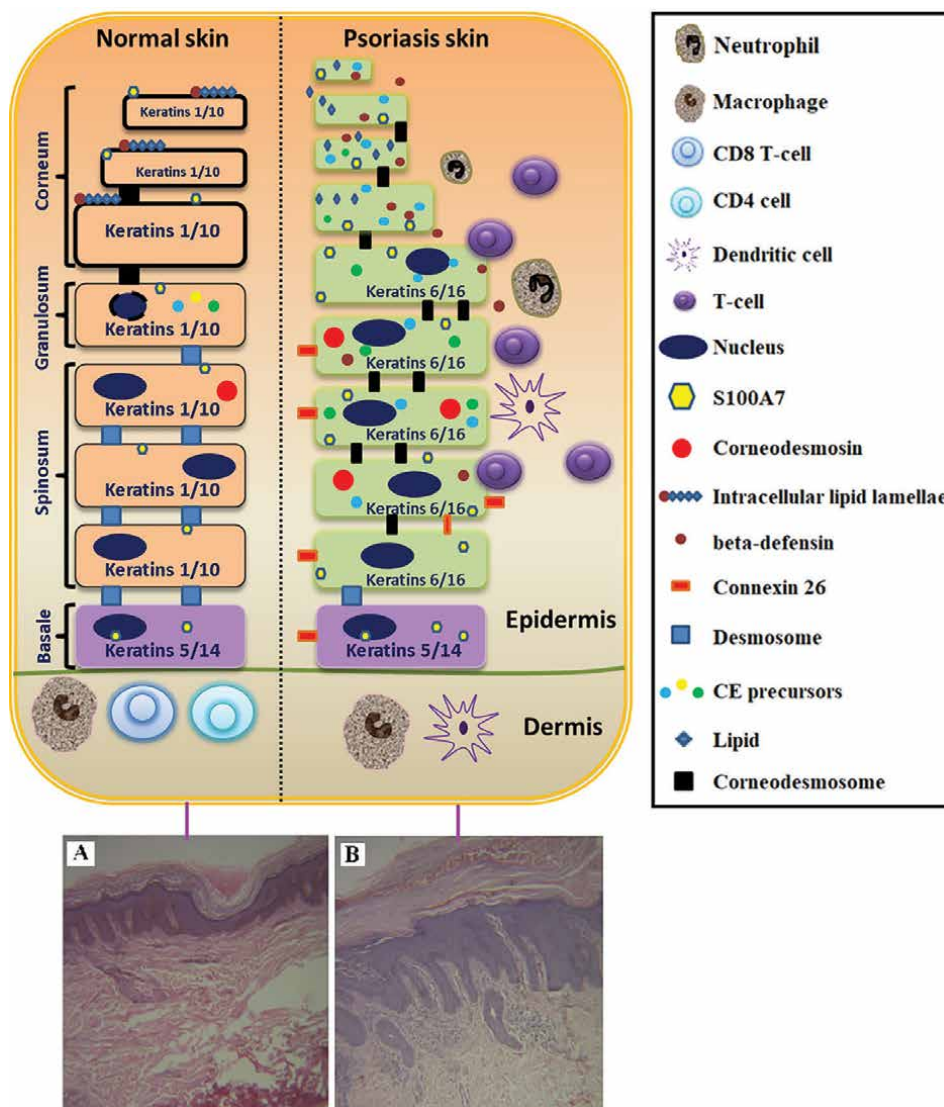 Normal skin
Psoriasis skin
Corneum
Granulosum
Spinosum
Basale
Keratins 1/10
Keratins 1/10
Keratins 1/10
Keratins 1/10
Keratins 1/10
Keratins 1/10
Keratins 1/10
Keratins 5/14
Keratins 6/16
Keratins 6/16
Keratins 6/16
Keratins 6/16
Keratins 6/16
Keratins 5/14
Epidermis
Dermis
Neutrophil
Macrophage
CD8 T-cell
CD4 cell
Dendritic cell
T-cell
Nucleus
S100A7
Corneodesmosin
Intracellular lipid lamellae
beta-defensin
Connexin 26
Desmosome
CE precursors
Lipid
Corneodesmosome
A
B